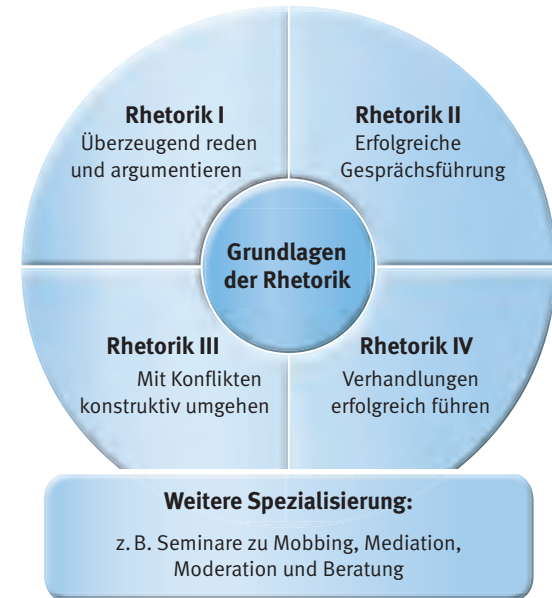 Rhetorik I
Überzeugend reden
und argumentieren
Rhetorik II
Erfolgreiche
Gesprächsführung
Grundlagen
der Rhetorik
Rhetorik III
Mit Konflikten
konstruktiv umgehen
Rhetorik IV
Verhandlungen
erfolgreich führen
Weitere Spezialisierung:
z. B. Seminare zu Mobbing, Mediation,
Moderation und Beratung